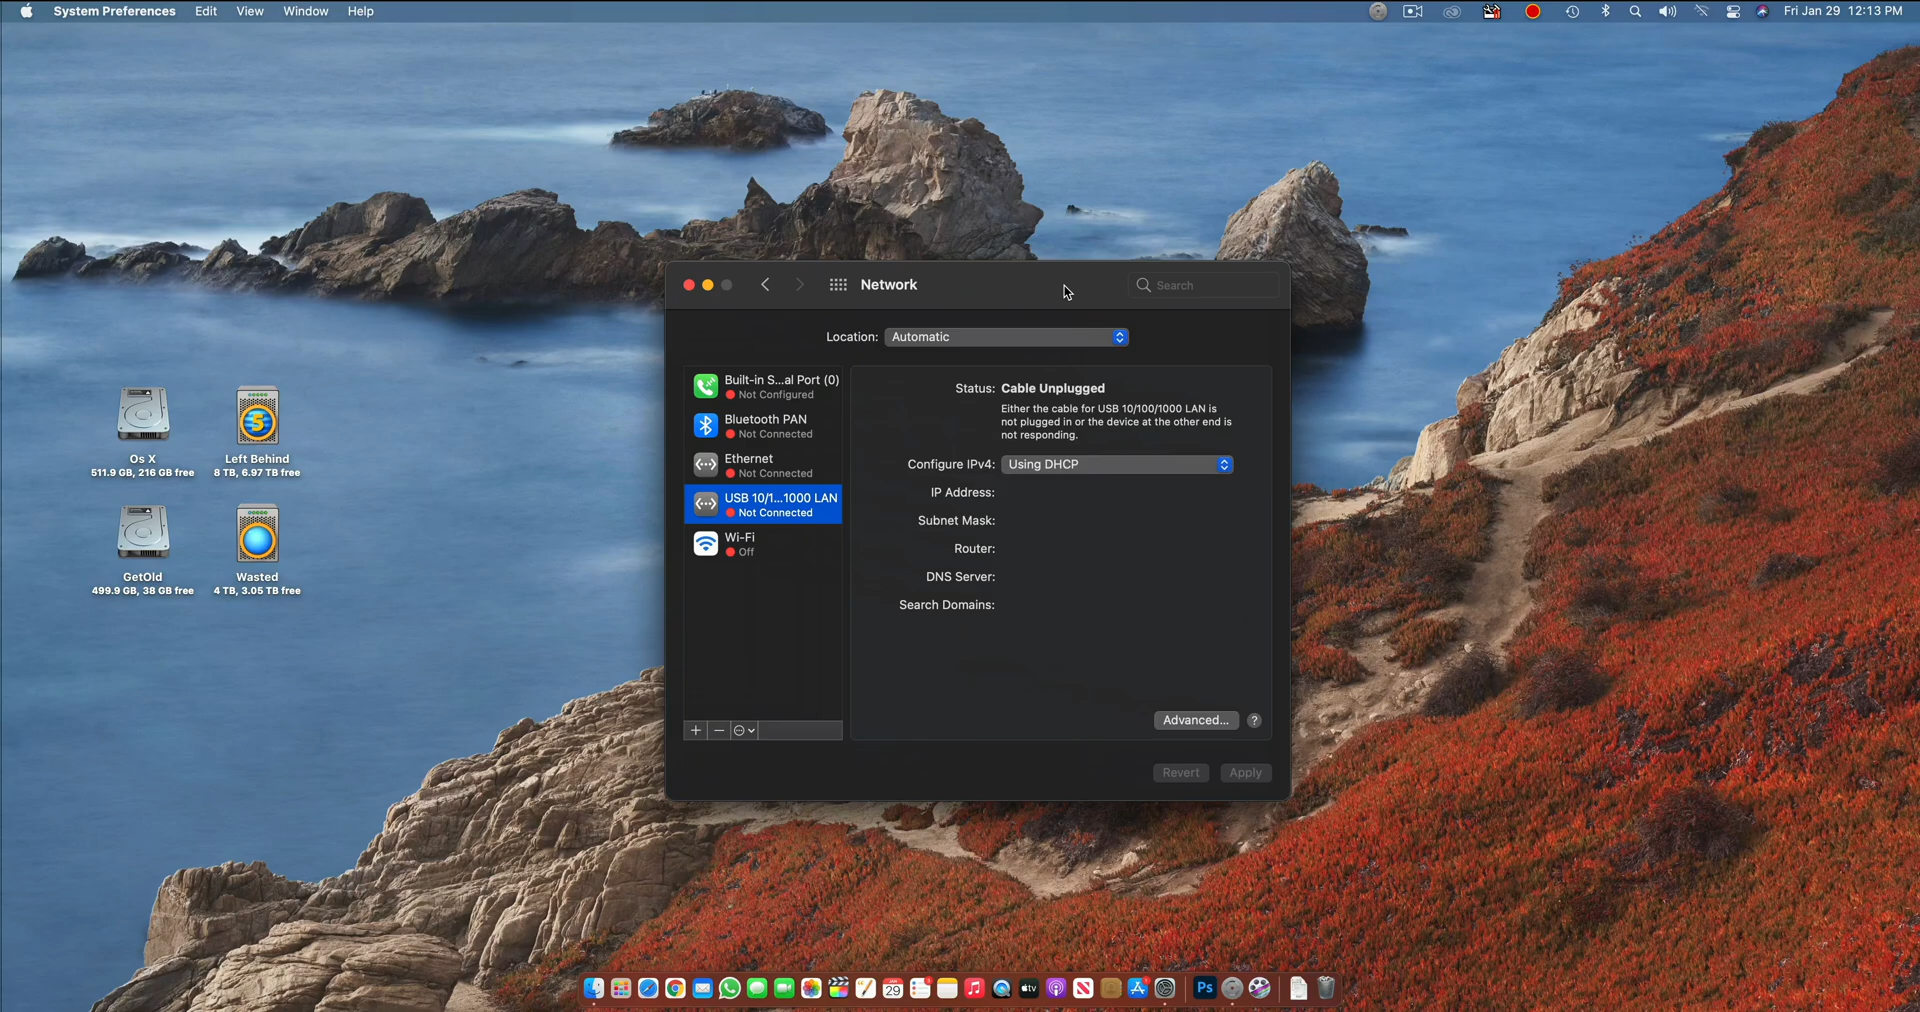 System Preferences Edit View Window Help
Fri Jan 29 12:13 PM
Network
Search
Location: Automatic
Built-in S...al Port (0)
Not Configured
Bluetooth PAN
Not Connected
Ethernet
Not Connected
USB 10/1...1000 LAN
Not Connected
Wi-Fi
Off
Status: Cable Unplugged
Either the cable for USB 10/100/1000 LAN is
not plugged in or the device at the other end is
not responding.
Configure IPv4: Using DHCP
IP Address:
Subnet Mask:
Router:
DNS Server:
Search Domains:
Advanced...
?
Revert
Apply
Os X
511.9 GB, 216 GB free
Left Behind
8 TB, 6.97 TB free
GetOld
499.9 GB, 38 GB free
Wasted
4 TB, 3.05 TB free
29
tv
Ps